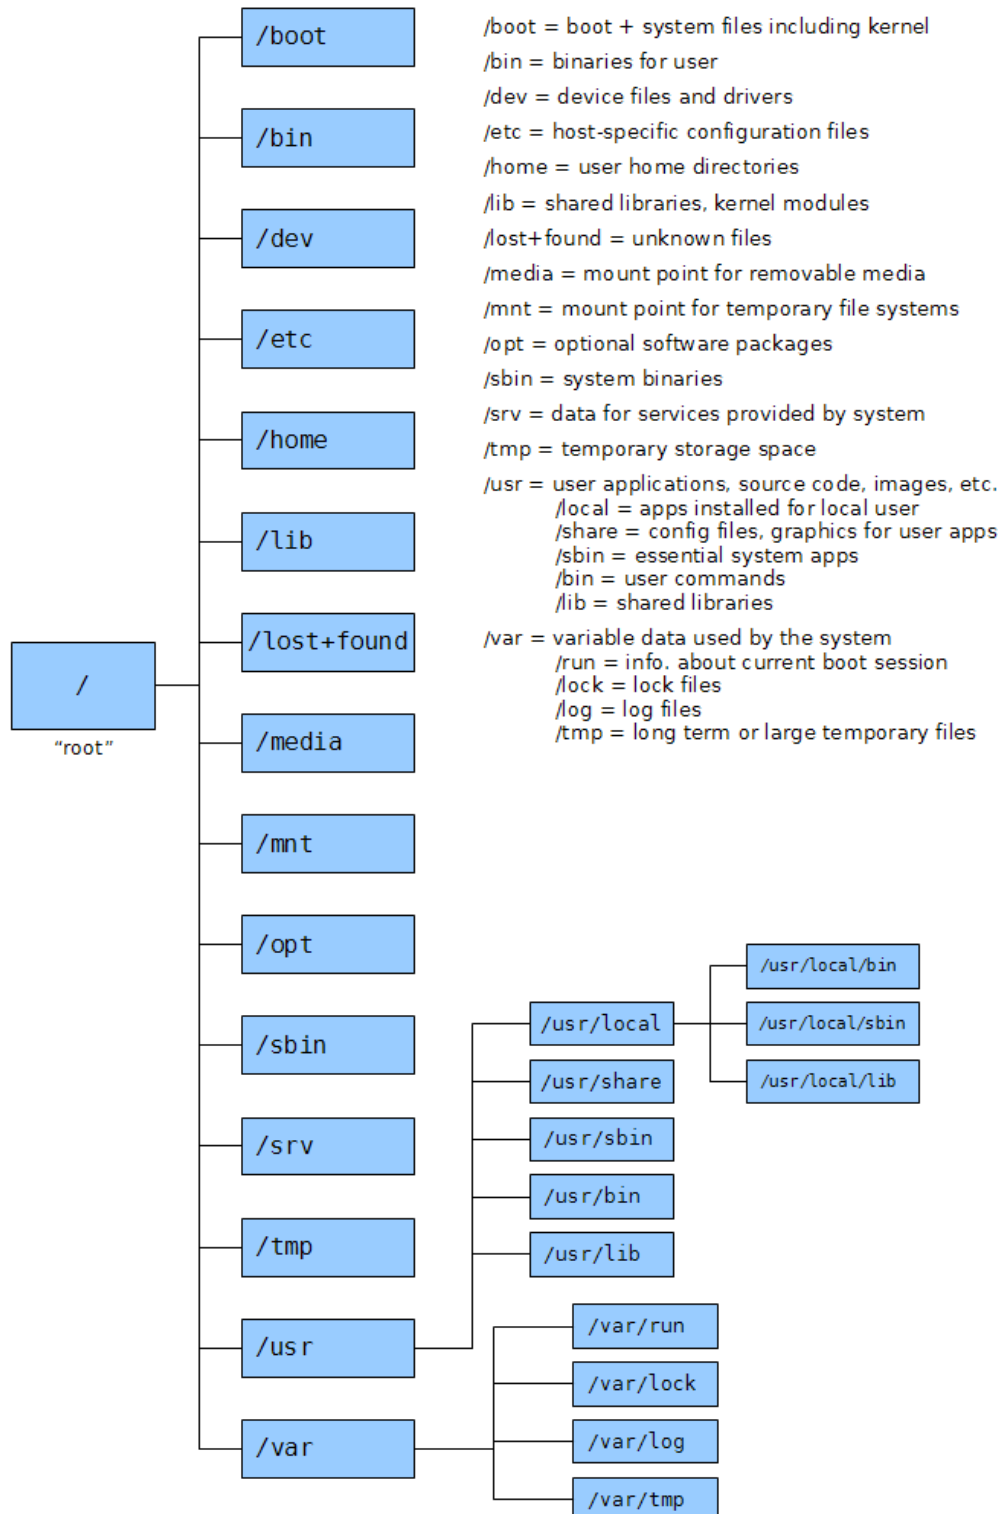 /boot
/bin
/dev
/etc
/home
/lib
/lost+found
/
“root”
/media
/mnt
/opt
/sbin
/srv
/tmp
/usr
/var
/boot = boot + system files including kernel
/bin = binaries for user
/dev = device files and drivers
/etc = host-specific configuration files
/home = user home directories
/lib = shared libraries, kernel modules
/lost+found = unknown files
/media = mount point for removable media
/mnt = mount point for temporary file systems
/opt = optional software packages
/sbin = system binaries
/srv = data for services provided by system
/tmp = temporary storage space
/usr = user applications, source code, images, etc.
/local = apps installed for local user
/share = config files, graphics for user apps
/sbin = essential system apps
/bin = user commands
/lib = shared libraries
/var = variable data used by the system
/run = info. about current boot session
/lock = lock files
/log = log files
/tmp = long term or large temporary files
/usr/local
/usr/share
/usr/sbin
/usr/bin
/usr/lib
/usr/local/bin
/usr/local/sbin
/usr/local/lib
/var/run
/var/lock
/var/log
/var/tmp